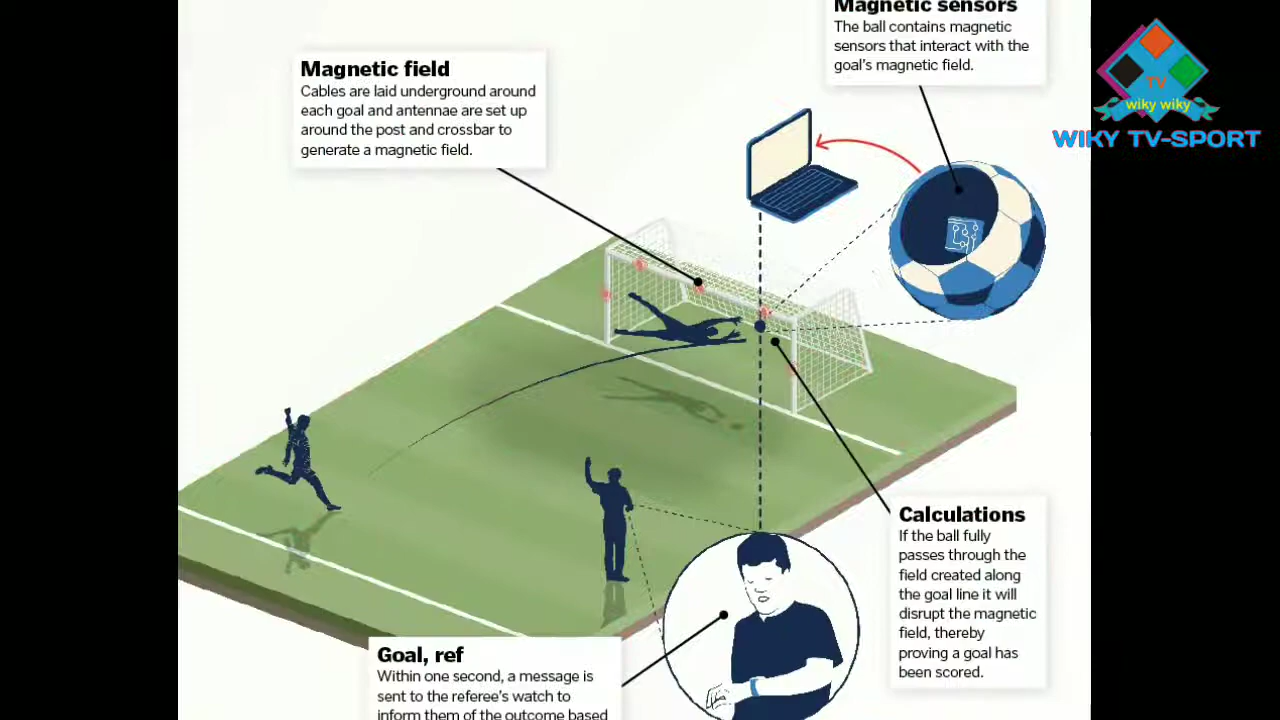 Magnetic sensors
The ball contains magnetic
sensors that interact with the
goal's magnetic field.
Magnetic field
Cables are laid underground around
each goal and antennae are set up
around the post and crossbar to
generate a magnetic field.
TV
wiky wiky
WIKY TV-SPORT
Calculations
If the ball fully
passes through the
field created along
the goal line it will
disrupt the magnetic
field, thereby
proving a goal has
been scored.
Goal, ref
Within one second, a message is
sent to the referee's watch to
inform them of the outcome based